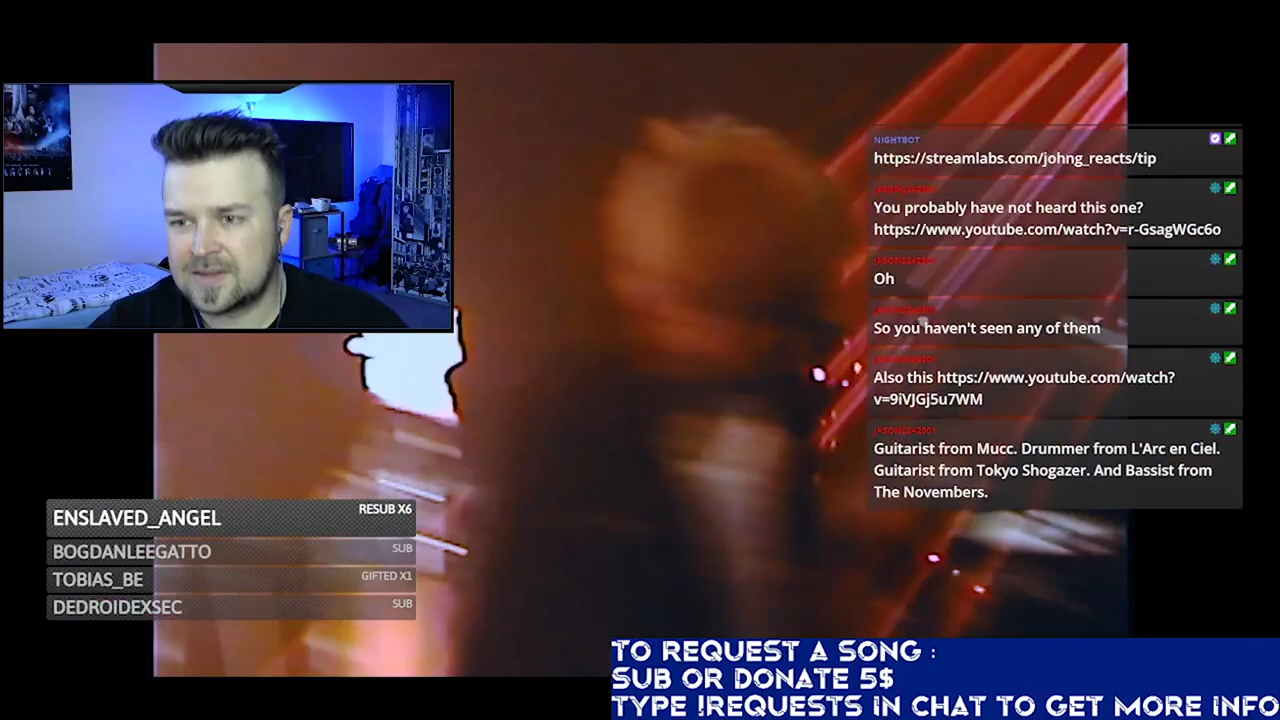 NIGHTBOT
https://streamlabs.com/johng_reacts/tip
You probably have not heard this one?
https://www.youtube.com/watch?v=r-GsagWGc6o
Oh
So you haven't seen any of them
Also this https://www.youtube.com/watch?
v=9iVJGj5u7WM
Guitarist from Mucc. Drummer from L'Arc en Ciel.
Guitarist from Tokyo Shogazer. And Bassist from
The Novembers.
ENSLAVED_ANGEL RESUB X6
BOGDANLEEGATTO SUB
TOBIAS_BE GIFTED X1
DEDROIDEXSEC SUB
TO REQUEST A SONG :
SUB OR DONATE 5$
TYPE !REQUESTS IN CHAT TO GET MORE INFO